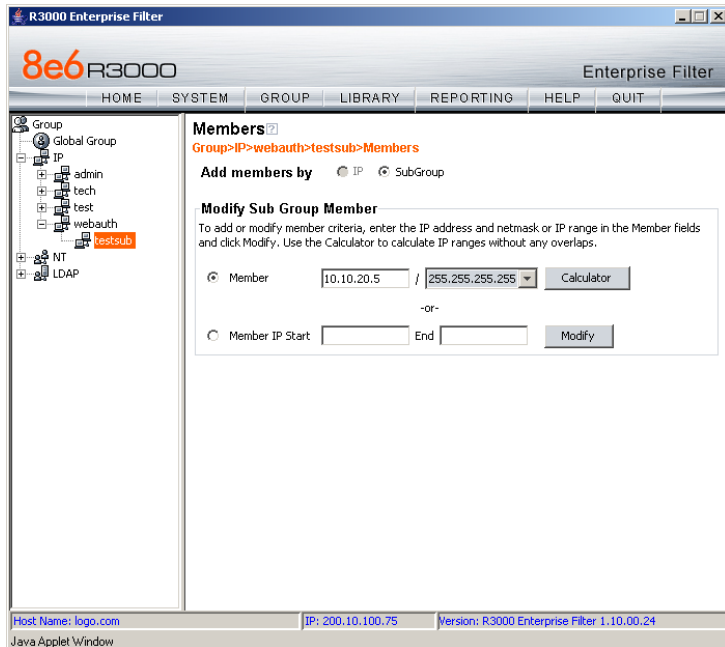 R3000 Enterprise Filter
8e6 R3000
Enterprise Filter
HOME SYSTEM GROUP LIBRARY REPORTING HELP QUIT
Group
Global Group
IP
admin
tech
test
webauth
testsub
NT
LDAP
Members
Group>IP>webauth>testsub>Members
Add members by IP SubGroup
Modify Sub Group Member
To add or modify member criteria, enter the IP address and netmask or IP range in the Member fields
and click Modify. Use the Calculator to calculate IP ranges without any overlaps.
Member 10.10.20.5 / 255.255.255.255 Calculator
-or-
Member IP Start End Modify
Host Name: logo.com IP: 200.10.100.75 Version: R3000 Enterprise Filter 1.10.00.24
Java Applet Window